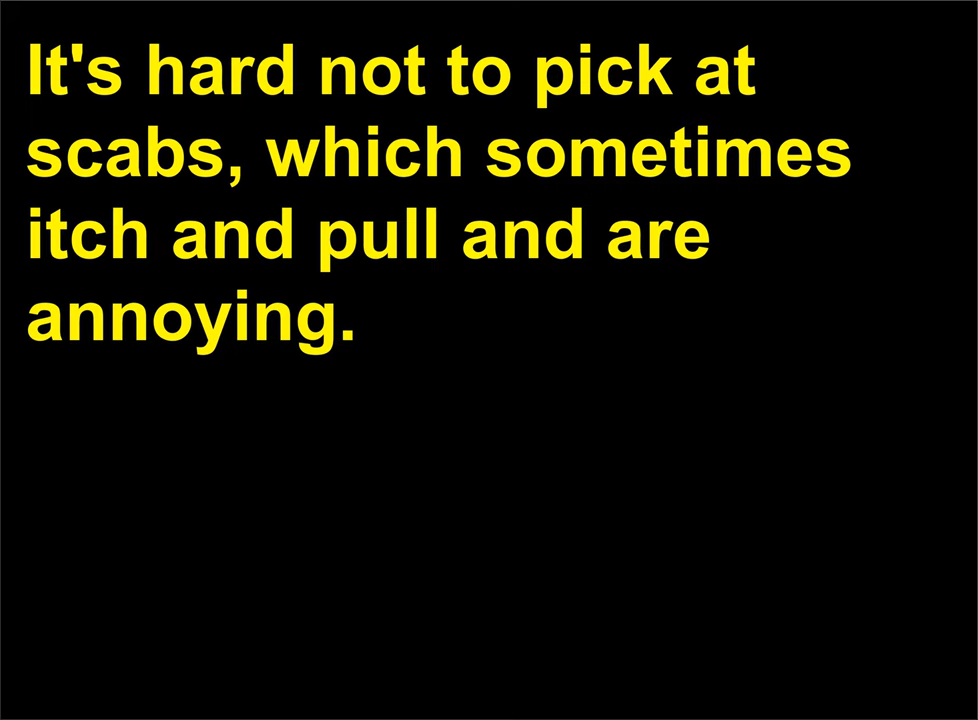 It's hard not to pick at
scabs, which sometimes
itch and pull and are
annoying.